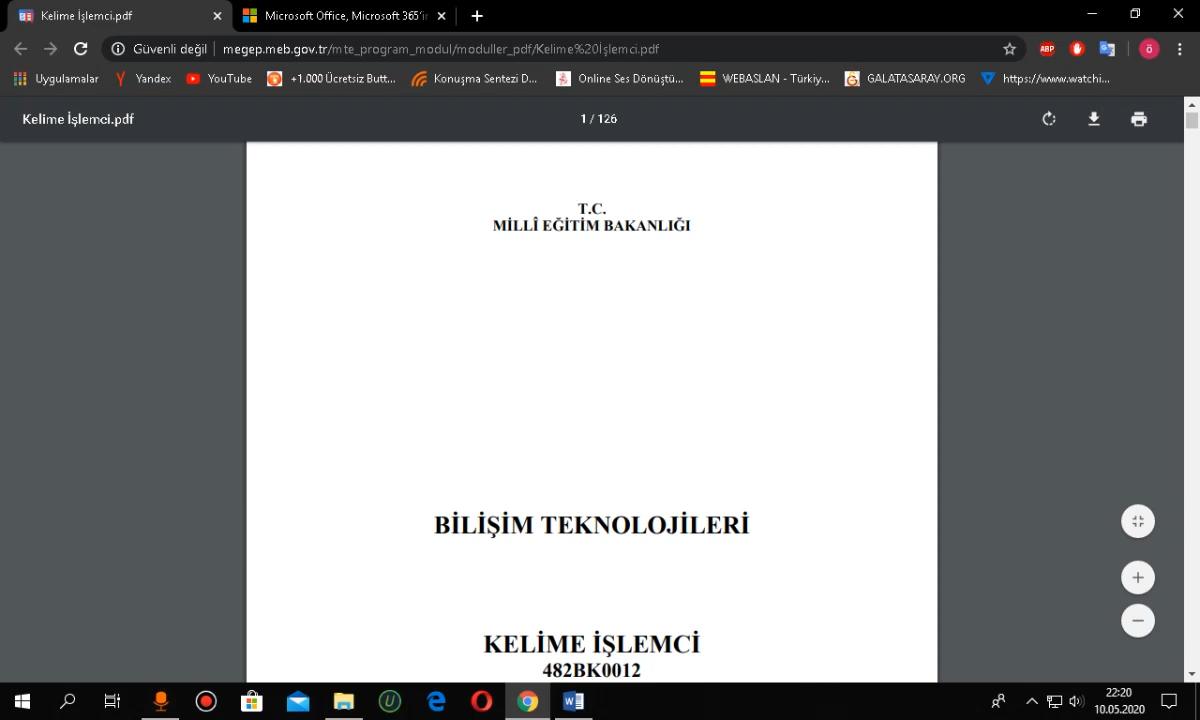 Kelime İşlemci.pdf
Microsoft Office, Microsoft 365'in
Güvenli değil
megep.meb.gov.tr/mte_program_modul/moduller_pdf/Kelime%20İşlemci.pdf
ABP
ö
Uygulamalar
Yandex
YouTube
+1.000 Ücretsiz Butt...
Konuşma Sentezi D...
Online Ses Dönüştü...
WEBASLAN - Türkiy...
GALATASARAY.ORG
https://www.watchi...
Kelime İşlemci.pdf
1 / 126
T.C.
MİLLÎ EĞİTİM BAKANLIĞI
BİLİŞİM TEKNOLOJİLERİ
KELİME İŞLEMCİ
482BK0012
22:20
10.05.2020